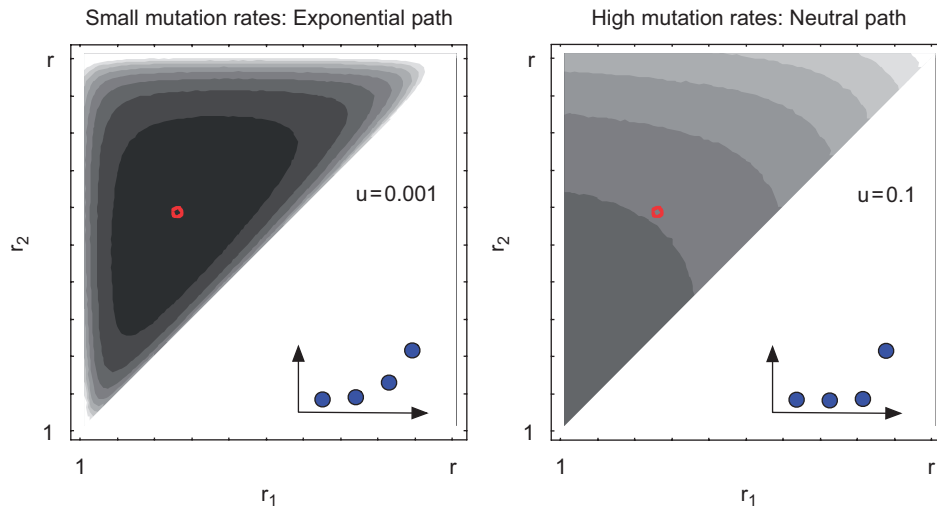 Small mutation rates: Exponential path
r
u=0.001
r₂
1
1
r
r₁
High mutation rates: Neutral path
r
u=0.1
r₂
1
1
r
r₁